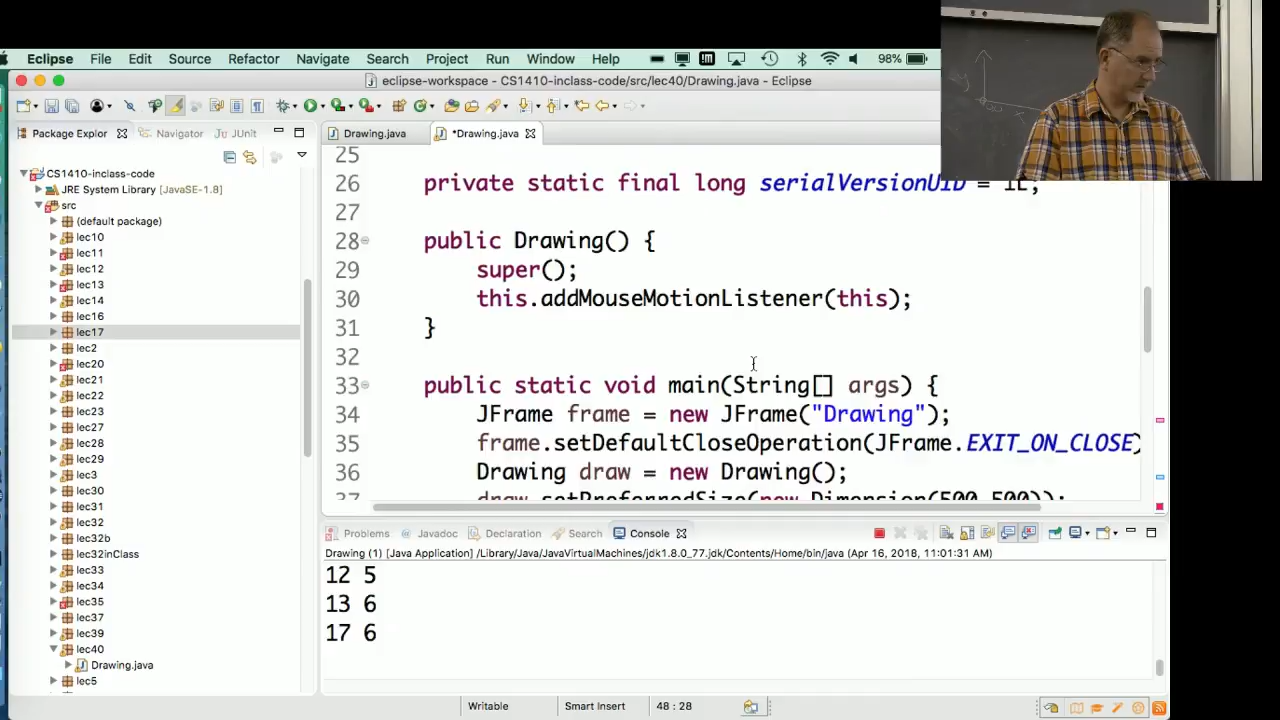 Eclipse File Edit Source Refactor Navigate Search Project Run Window Help 98%
eclipse-workspace - CS1410-inclass-code/src/lec40/Drawing.java - Eclipse
Package Explor Navigator JUnit
Drawing.java *Drawing.java
CS1410-inclass-code
JRE System Library [JavaSE-1.8]
src
(default package)
lec10
lec11
lec12
lec13
lec14
lec16
lec17
lec2
lec20
lec21
lec22
lec23
lec27
lec28
lec29
lec3
lec30
lec31
lec32
lec32b
lec32inClass
lec33
lec34
lec35
lec37
lec39
lec40
Drawing.java
lec5
25
26 private static final long serialVersionUID = 1L;
27
28 public Drawing() {
29 super();
30 this.addMouseMotionListener(this);
31 }
32
33 public static void main(String[] args) {
34 JFrame frame = new JFrame("Drawing");
35 frame.setDefaultCloseOperation(JFrame.EXIT_ON_CLOSE)
36 Drawing draw = new Drawing();
37 draw.setPreferredSize(new Dimension(500,500));
Problems Javadoc Declaration Search Console
Drawing (1) [Java Application] /Library/Java/JavaVirtualMachines/jdk1.8.0_77.jdk/Contents/Home/bin/java (Apr 16, 2018, 11:01:31 AM)
12 5
13 6
17 6
Writable Smart Insert 48 : 28